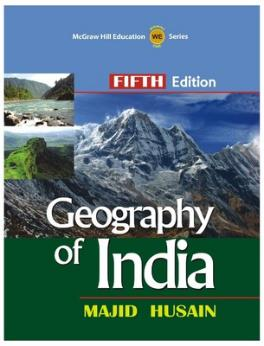 McGraw Hill Education WE Series
FIFTH Edition
Geography
of India
MAJID HUSAIN